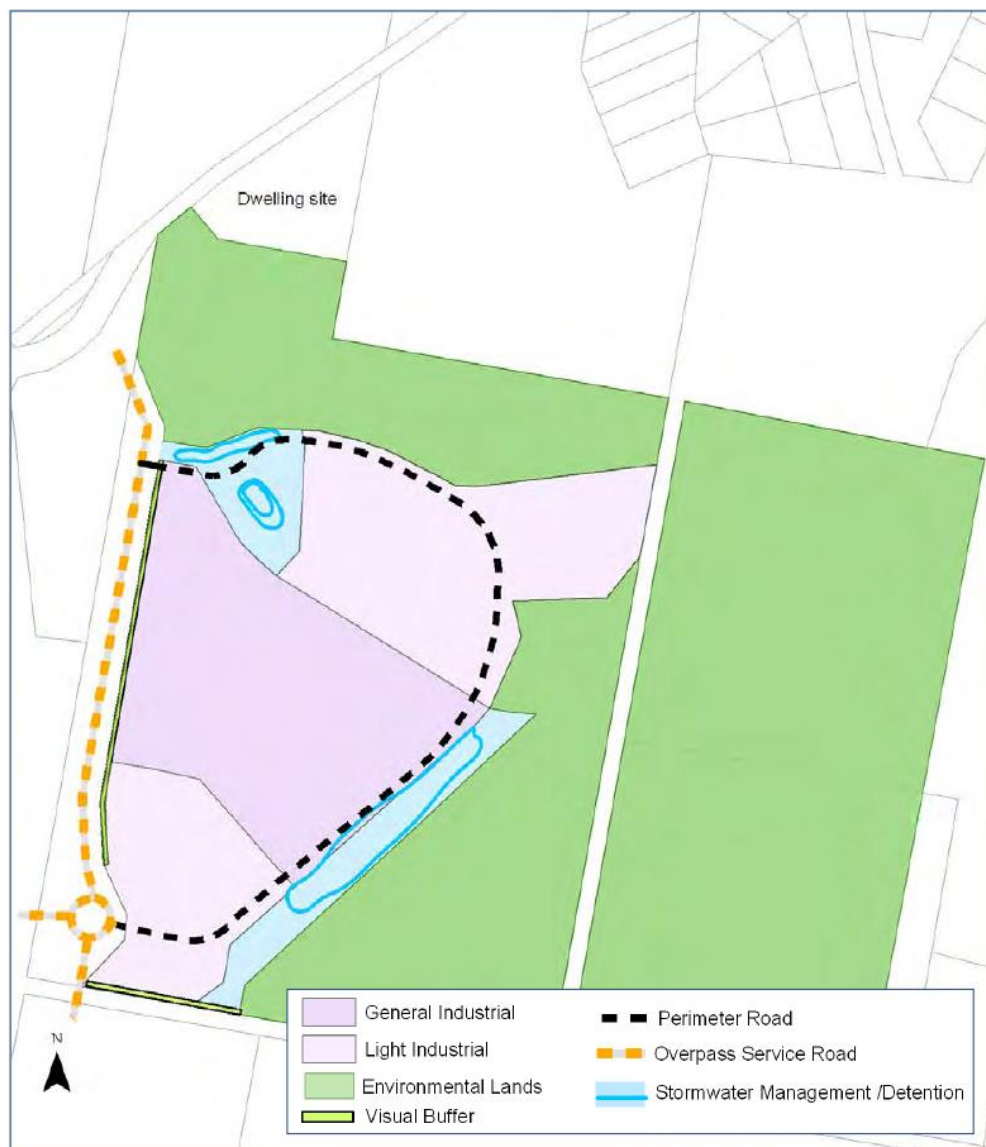 Dwelling site
N
General Industrial
Light Industrial
Environmental Lands
Visual Buffer
Perimeter Road
Overpass Service Road
Stormwater Management /Detention